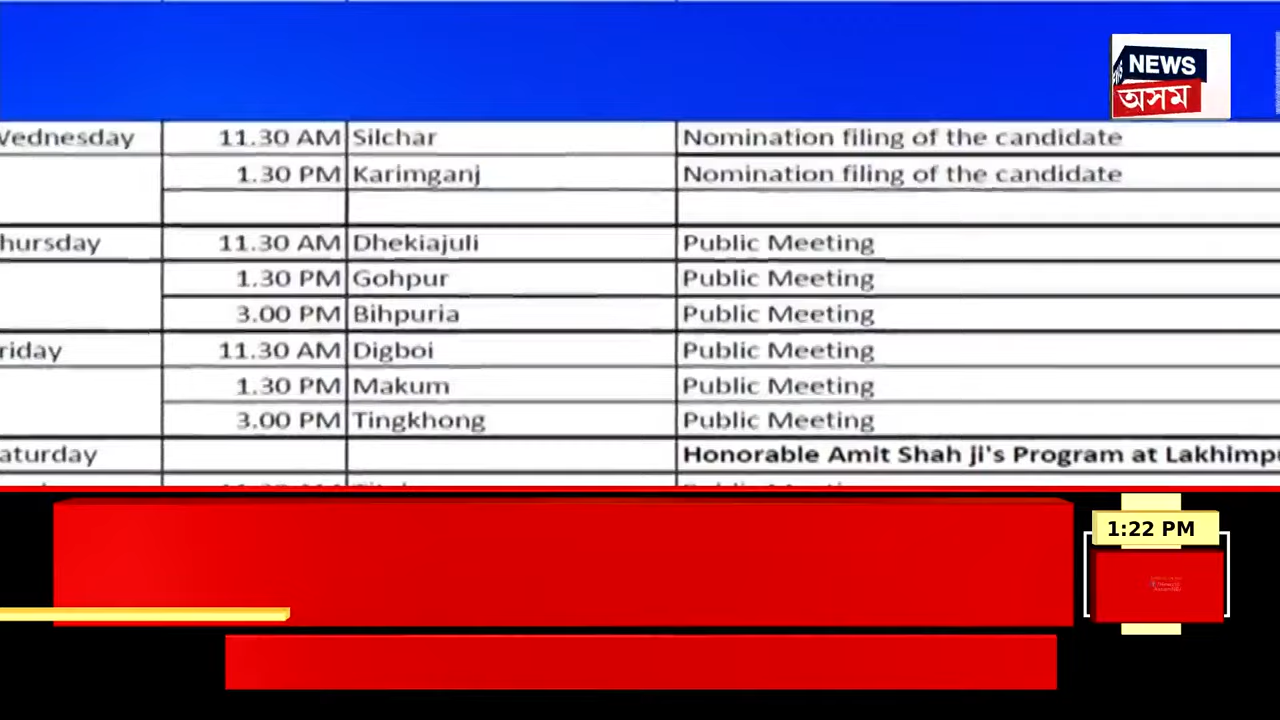 NEWS
অসম
Wednesday 11.30 AM Silchar Nomination filing of the candidate
1.30 PM Karimganj Nomination filing of the candidate
hursday 11.30 AM Dhekiajuli Public Meeting
1.30 PM Gohpur Public Meeting
3.00 PM Bihpuria Public Meeting
riday 11.30 AM Digboi Public Meeting
1.30 PM Makum Public Meeting
3.00 PM Tingkhong Public Meeting
aturday Honorable Amit Shah ji's Program at Lakhimpu
1:22 PM